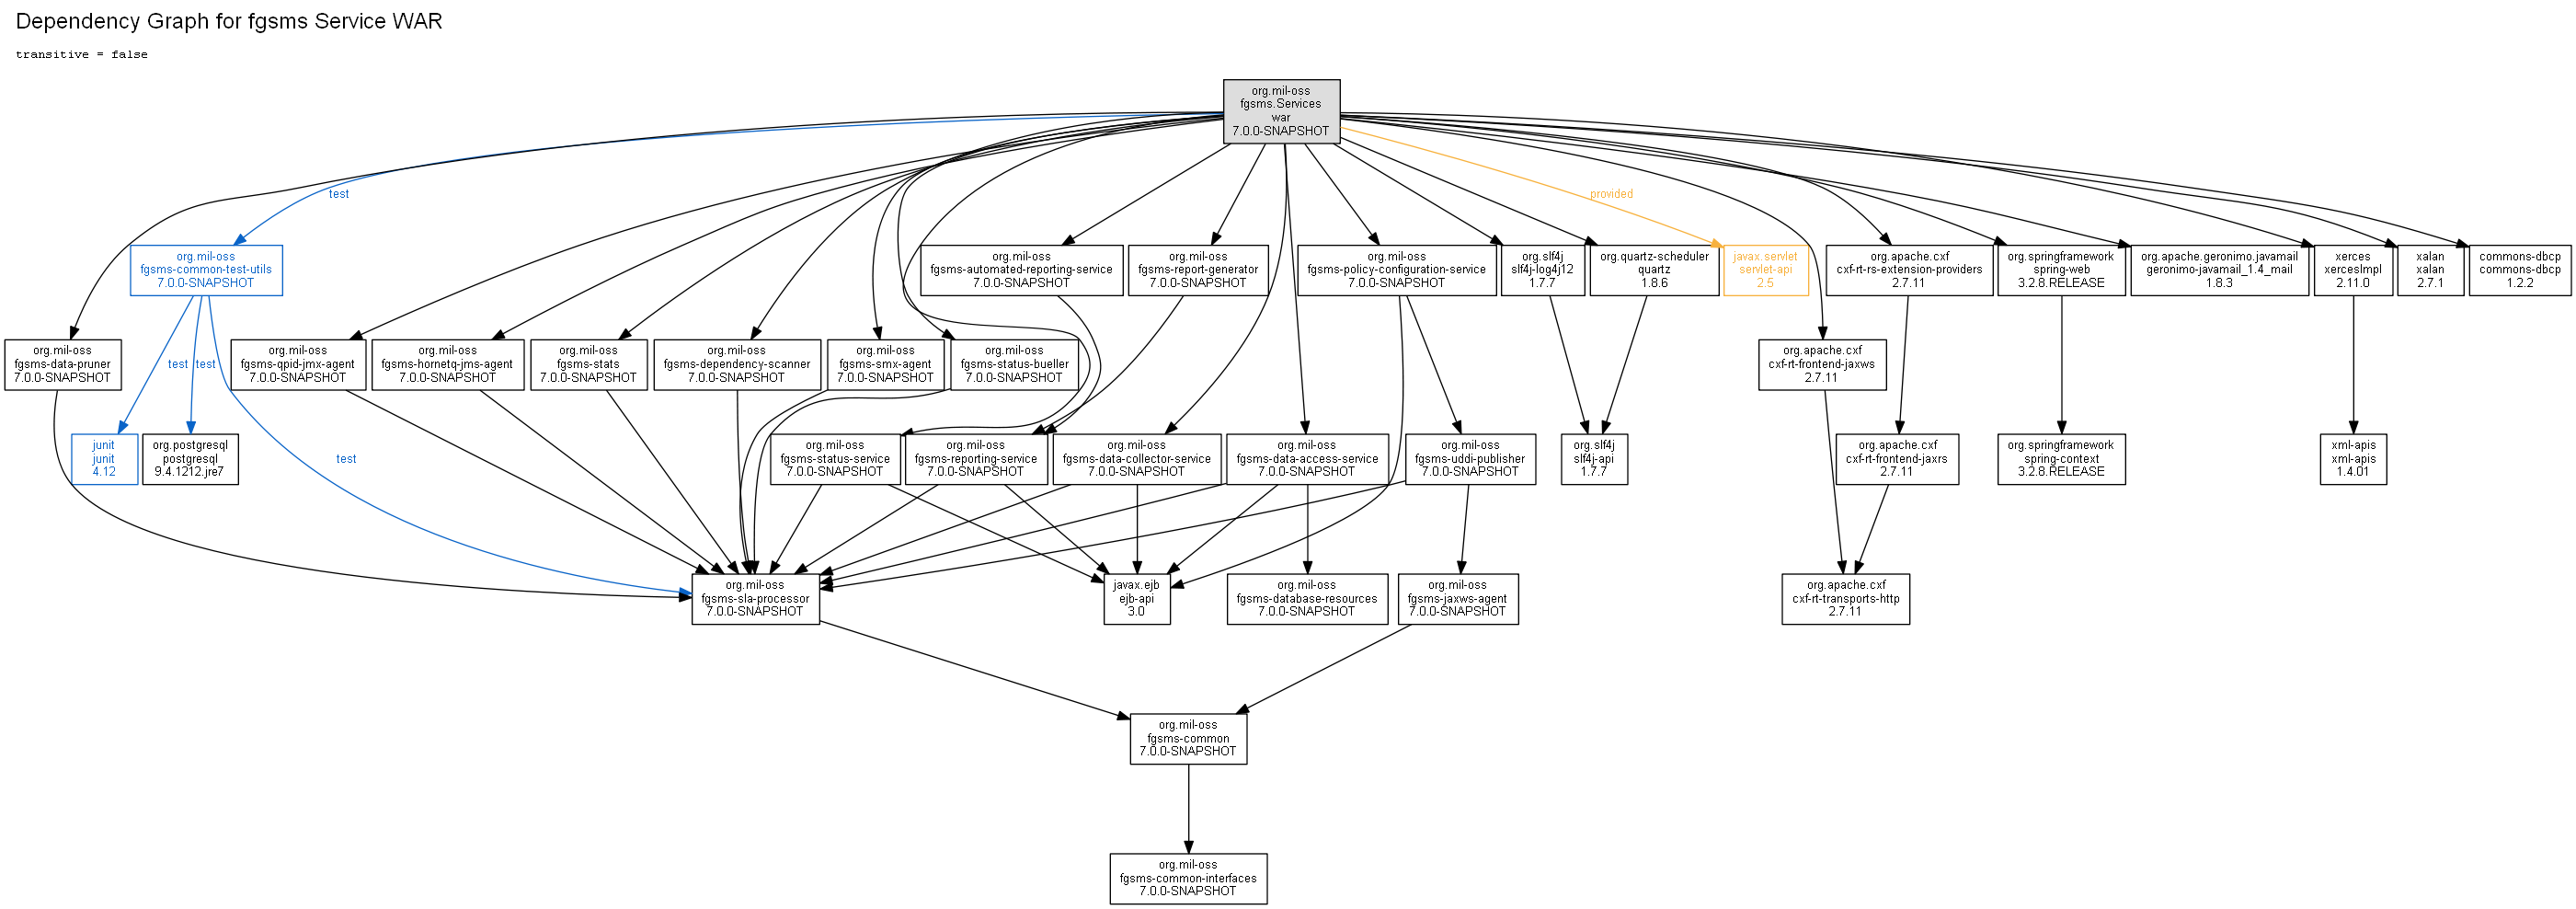 Dependency Graph for fgsms Service WAR
transitive = false
org.mil-oss
fgsms.Services
war
7.0.0-SNAPSHOT
test
provided
org.mil-oss
fgsms-common-test-utils
7.0.0-SNAPSHOT
org.mil-oss
fgsms-automated-reporting-service
7.0.0-SNAPSHOT
org.mil-oss
fgsms-report-generator
7.0.0-SNAPSHOT
org.mil-oss
fgsms-policy-configuration-service
7.0.0-SNAPSHOT
org.slf4j
slf4j-log4j12
1.7.7
org.quartz-scheduler
quartz
1.8.6
javax.servlet
servlet-api
2.5
org.apache.cxf
cxf-rt-rs-extension-providers
2.7.11
org.springframework
spring-web
3.2.8.RELEASE
org.apache.geronimo.javamail
geronimo-javamail_1.4_mail
1.8.3
xerces
xercesImpl
2.11.0
xalan
xalan
2.7.1
commons-dbcp
commons-dbcp
1.2.2
org.mil-oss
fgsms-data-pruner
7.0.0-SNAPSHOT
test
test
org.mil-oss
fgsms-qpid-jmx-agent
7.0.0-SNAPSHOT
org.mil-oss
fgsms-hornetq-jms-agent
7.0.0-SNAPSHOT
org.mil-oss
fgsms-stats
7.0.0-SNAPSHOT
org.mil-oss
fgsms-dependency-scanner
7.0.0-SNAPSHOT
org.mil-oss
fgsms-smx-agent
7.0.0-SNAPSHOT
org.mil-oss
fgsms-status-bueller
7.0.0-SNAPSHOT
org.apache.cxf
cxf-rt-frontend-jaxws
2.7.11
junit
junit
4.12
org.postgresql
postgresql
9.4.1212.jre7
test
org.mil-oss
fgsms-status-service
7.0.0-SNAPSHOT
org.mil-oss
fgsms-reporting-service
7.0.0-SNAPSHOT
org.mil-oss
fgsms-data-collector-service
7.0.0-SNAPSHOT
org.mil-oss
fgsms-data-access-service
7.0.0-SNAPSHOT
org.mil-oss
fgsms-uddi-publisher
7.0.0-SNAPSHOT
org.slf4j
slf4j-api
1.7.7
org.apache.cxf
cxf-rt-frontend-jaxrs
2.7.11
org.springframework
spring-context
3.2.8.RELEASE
xml-apis
xml-apis
1.4.01
org.mil-oss
fgsms-sla-processor
7.0.0-SNAPSHOT
javax.ejb
ejb-api
3.0
org.mil-oss
fgsms-database-resources
7.0.0-SNAPSHOT
org.mil-oss
fgsms-jaxws-agent
7.0.0-SNAPSHOT
org.apache.cxf
cxf-rt-transports-http
2.7.11
org.mil-oss
fgsms-common
7.0.0-SNAPSHOT
org.mil-oss
fgsms-common-interfaces
7.0.0-SNAPSHOT